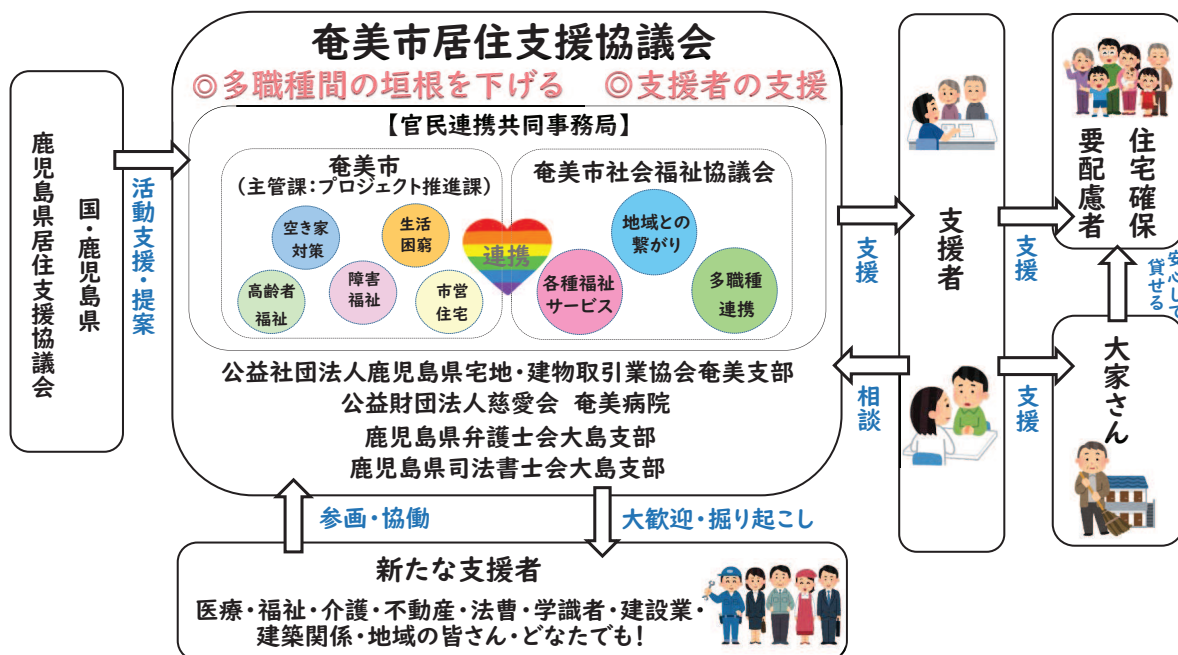 奄美市居住支援協議会
◎多職種間の垣根を下げる ◎支援者の支援
【官民連携共同事務局】
奄美市
(主管課:プロジェクト推進課)
空き家
対策
生活
困窮
高齢者
福祉
障害
福祉
市営
住宅
連携
奄美市社会福祉協議会
地域との
繋がり
各種福祉
サービス
多職種
連携
公益社団法人鹿児島県宅地・建物取引業協会奄美支部
公益財団法人慈愛会 奄美病院
鹿児島県弁護士会大島支部
鹿児島県司法書士会大島支部
国・鹿児島県
鹿児島県居住支援協議会
活動支援・提案
支援
相談
支援者
支援
支援
住宅確保
要配慮者
安心して
貸せる
大家さん
参画・協働
大歓迎・掘り起こし
新たな支援者
医療・福祉・介護・不動産・法曹・学識者・建設業・
建築関係・地域の皆さん・どなたでも!